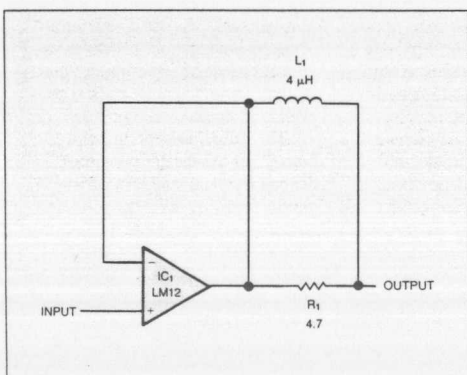 L1
4 µH
−
IC1
LM12
+
INPUT
OUTPUT
R1
4.7